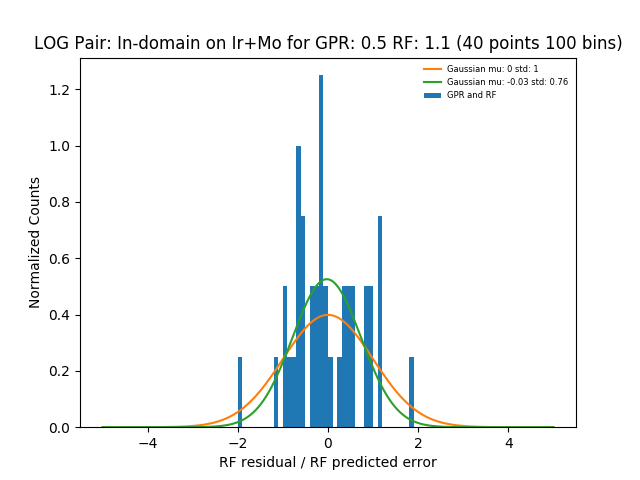 LOG Pair: In-domain on Ir+Mo for GPR: 0.5 RF: 1.1 (40 points 100 bins)
Gaussian mu: 0 std: 1
Gaussian mu: -0.03 std: 0.76
GPR and RF
Normalized Counts
1.2
1.0
0.8
0.6
0.4
0.2
0.0
−4
−2
0
2
4
RF residual / RF predicted error